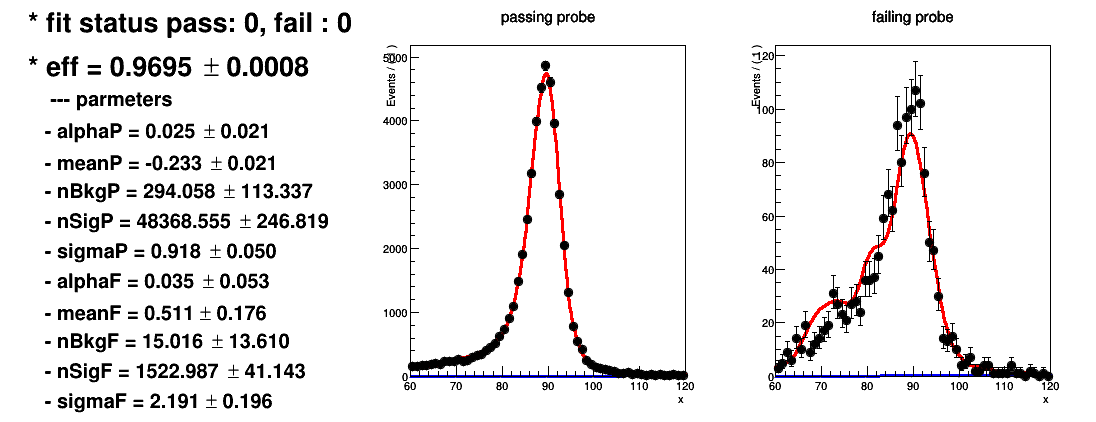 * fit status pass: 0, fail : 0
* eff = 0.9695 ± 0.0008
--- parmeters
- alphaP = 0.025 ± 0.021
- meanP = -0.233 ± 0.021
- nBkgP = 294.058 ± 113.337
- nSigP = 48368.555 ± 246.819
- sigmaP = 0.918 ± 0.050
- alphaF = 0.035 ± 0.053
- meanF = 0.511 ± 0.176
- nBkgF = 15.016 ± 13.610
- nSigF = 1522.987 ± 41.143
- sigmaF = 2.191 ± 0.196
passing probe
5000
4000
3000
2000
1000
0
60 70 80 90 100 110 120
x
failing probe
Events / ( 1 )
120
100
80
60
40
20
0
60 70 80 90 100 110 120
x